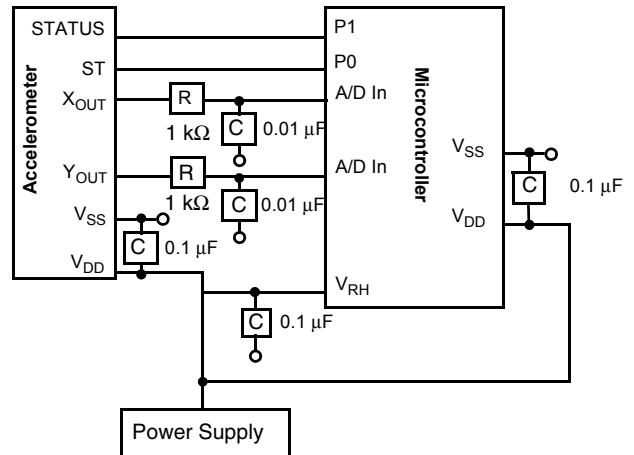 Accelerometer
STATUS
ST
XOUT
YOUT
VSS
VDD
R
1 kΩ
C
0.01 µF
R
1 kΩ
C
0.01 µF
C
0.1 µF
C
0.1 µF
Microcontroller
P1
P0
A/D In
A/D In
VRH
VSS
VDD
C
0.1 µF
Power Supply